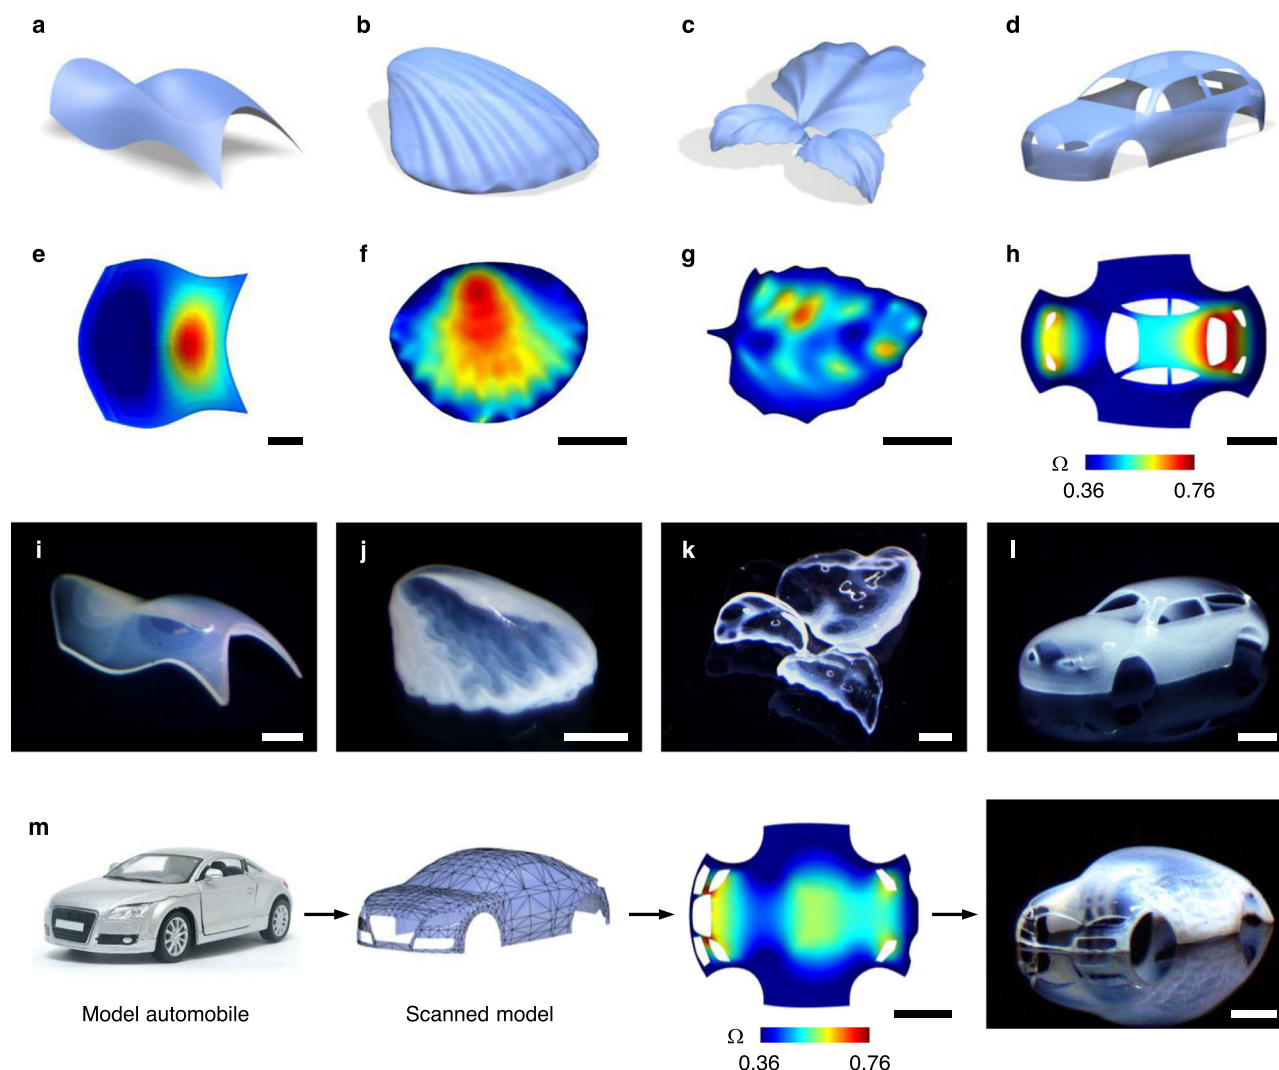 a b c d
e f g h
Ω
0.36 0.76
i j k l
m
Model automobile Scanned model
Ω
0.36 0.76